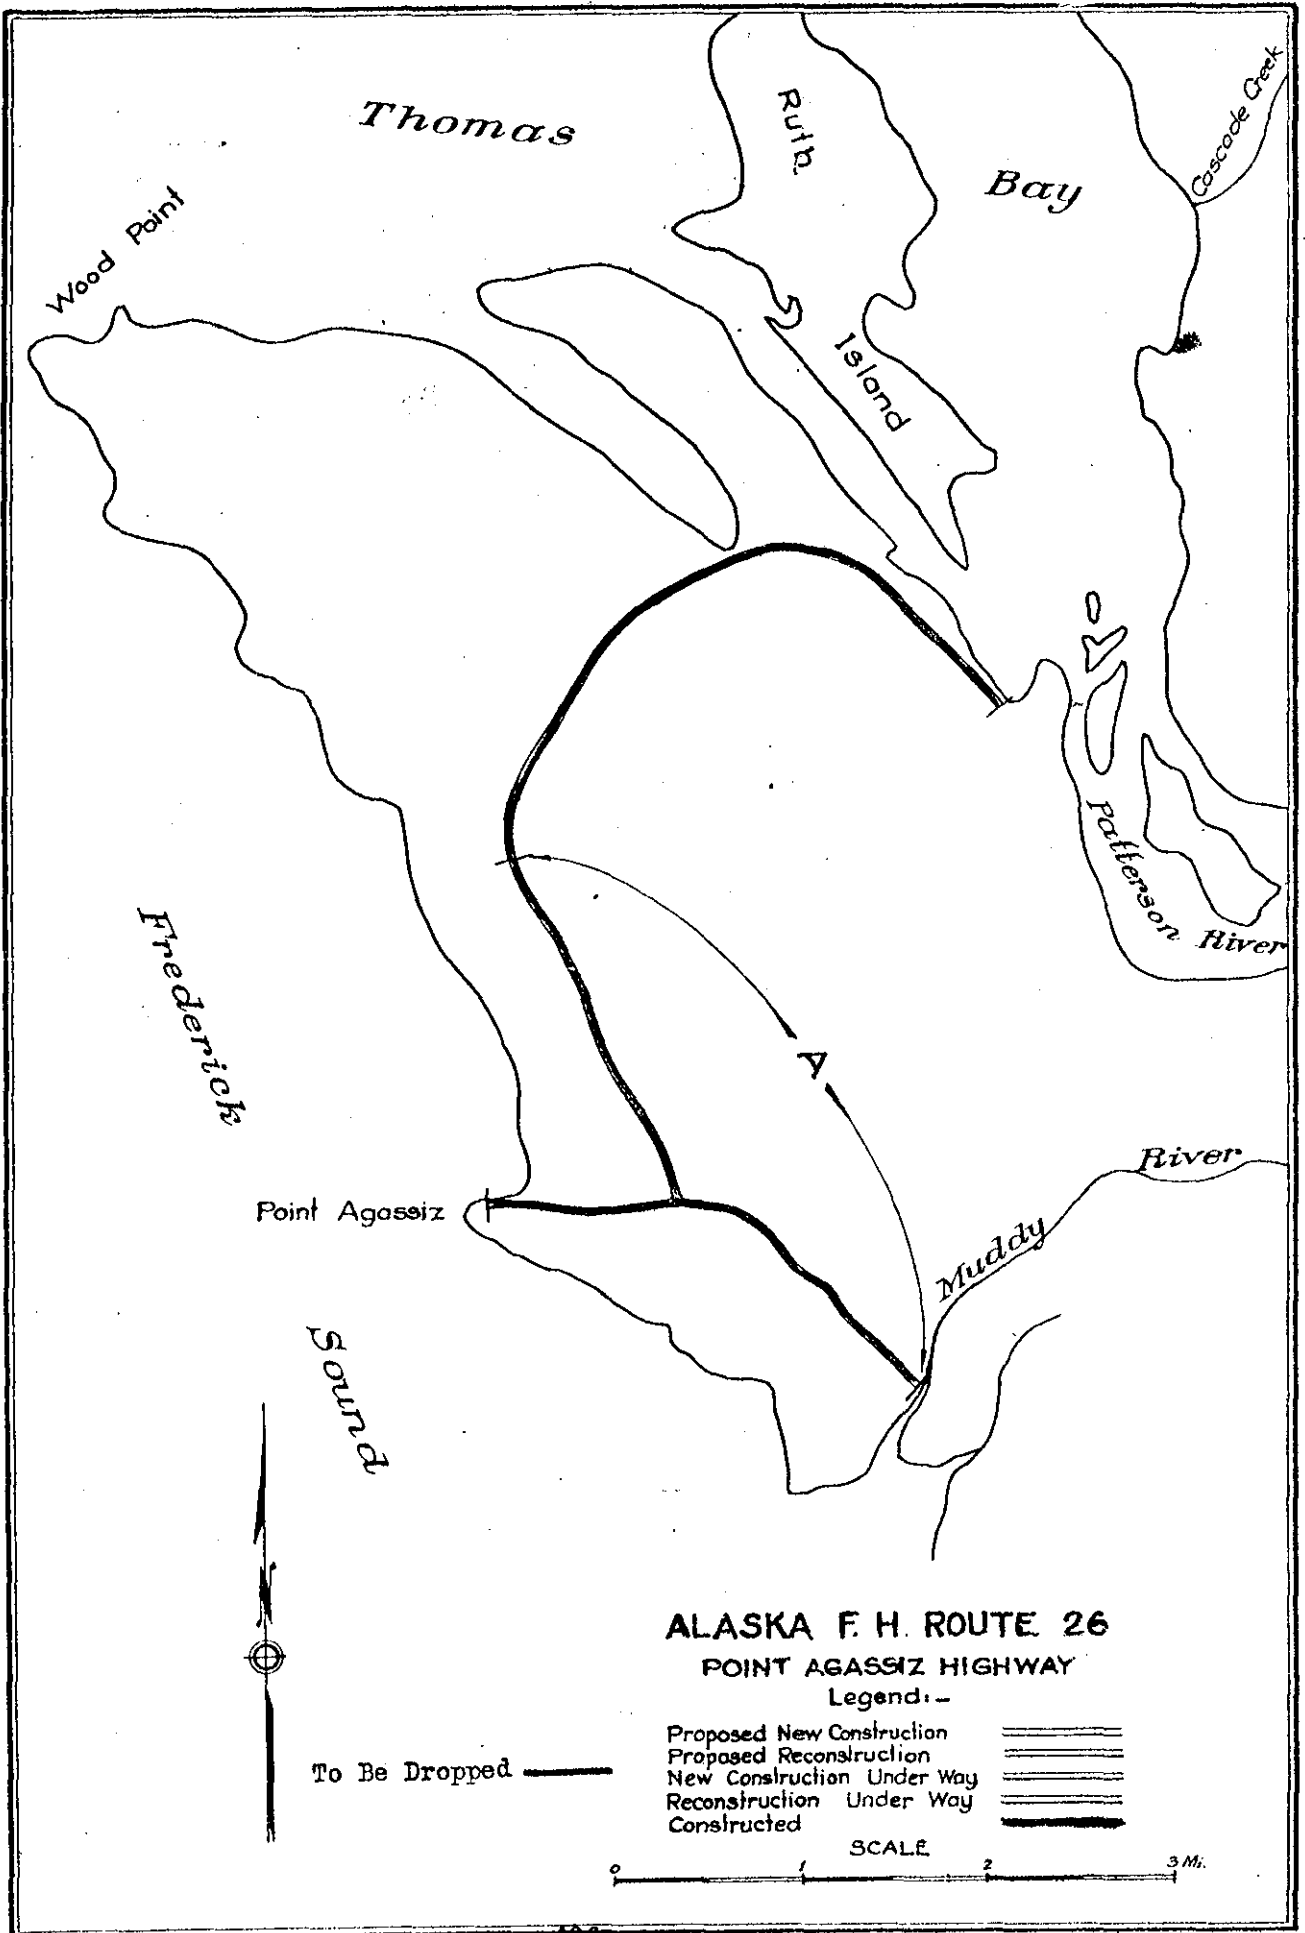 Thomas
Bay
Ruth
Island
Cascade Creek
Wood Point
Patterson River
Frederick
Sound
A
Point Agassiz
Muddy
River
ALASKA F. H. ROUTE 26
POINT AGASSIZ HIGHWAY
Legend:-
Proposed New Construction
Proposed Reconstruction
New Construction Under Way
Reconstruction Under Way
Constructed
To Be Dropped
SCALE
0 1 2 3 Mi.